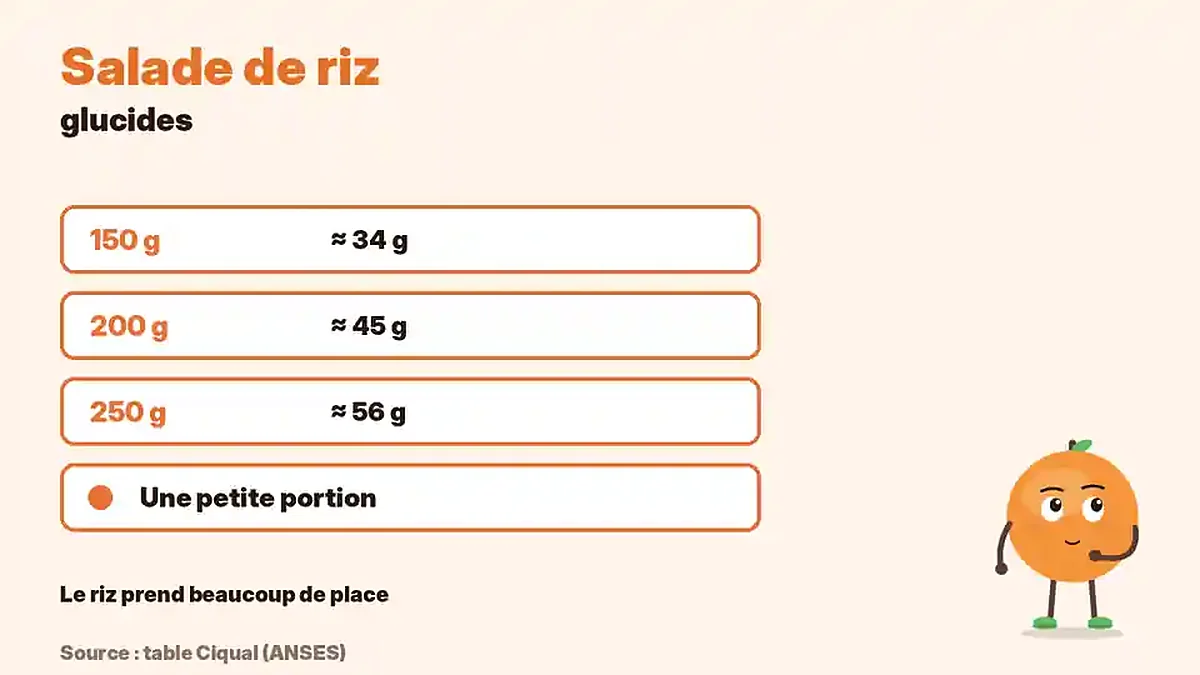 Salade de riz
glucides
150 g ≈ 34 g
200 g ≈ 45 g
250 g ≈ 56 g
Une petite portion
Le riz prend beaucoup de place
Source : table Ciqual (ANSES)